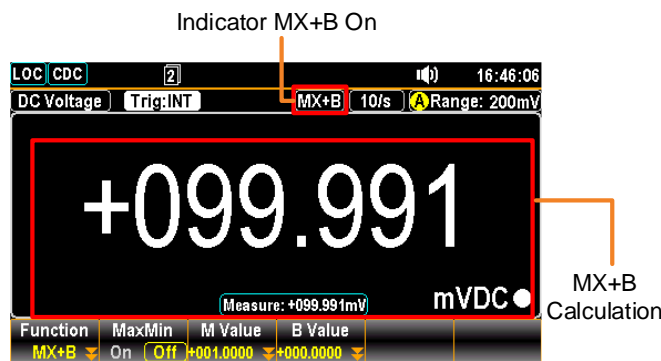 Indicator MX+B On
LOC CDC 2 16:46:06
DC Voltage Trig:INT MX+B 10/s A Range: 200mV
+099.991
Measure: +099.991mV mVDC
MX+B
Calculation
Function MaxMin M Value B Value
MX+B On Off +001.0000 +000.0000